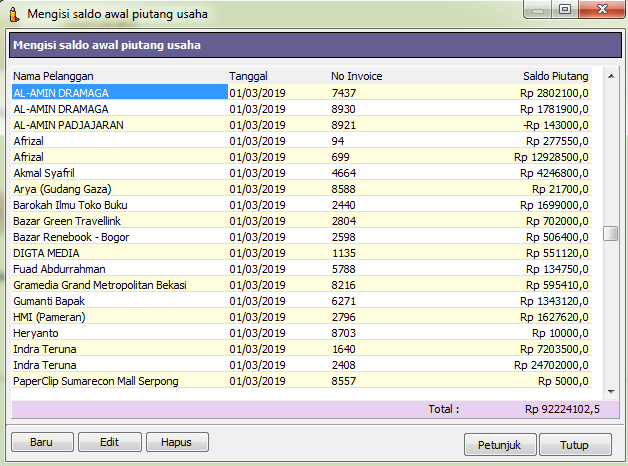 Mengisi saldo awal piutang usaha
Mengisi saldo awal piutang usaha
Nama Pelanggan Tanggal No Invoice Saldo Piutang
AL-AMIN DRAMAGA 01/03/2019 7437 Rp 2802100,0
AL-AMIN DRAMAGA 01/03/2019 8930 Rp 1781900,0
AL-AMIN PADJAJARAN 01/03/2019 8921 -Rp 143000,0
Afrizal 01/03/2019 94 Rp 277550,0
Afrizal 01/03/2019 699 Rp 12928500,0
Akmal Syafril 01/03/2019 4664 Rp 4246800,0
Arya (Gudang Gaza) 01/03/2019 8588 Rp 21700,0
Barokah Ilmu Toko Buku 01/03/2019 2440 Rp 1699000,0
Bazar Green Travellink 01/03/2019 2804 Rp 702000,0
Bazar Renebook - Bogor 01/03/2019 2598 Rp 506400,0
DIGTA MEDIA 01/03/2019 1135 Rp 551120,0
Fuad Abdurrahman 01/03/2019 5788 Rp 134750,0
Gramedia Grand Metropolitan Bekasi 01/03/2019 8216 Rp 595410,0
Gumanti Bapak 01/03/2019 6271 Rp 1343120,0
HMI (Pameran) 01/03/2019 2796 Rp 1627620,0
Heryanto 01/03/2019 8703 Rp 10000,0
Indra Teruna 01/03/2019 1640 Rp 7203500,0
Indra Teruna 01/03/2019 2408 Rp 24702000,0
PaperClip Sumarecon Mall Serpong 01/03/2019 8557 Rp 5000,0
Total : Rp 92224102,5
Baru Edit Hapus Petunjuk Tutup